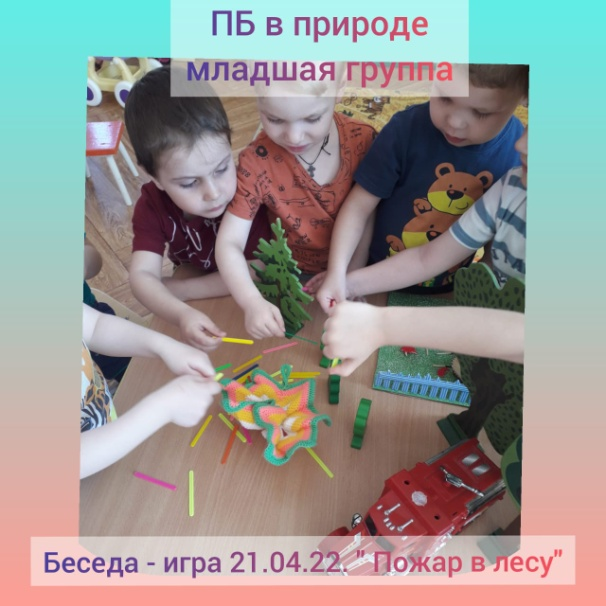 ПБ в природе
младшая группа
Беседа - игра 21.04.22. " Пожар в лесу"